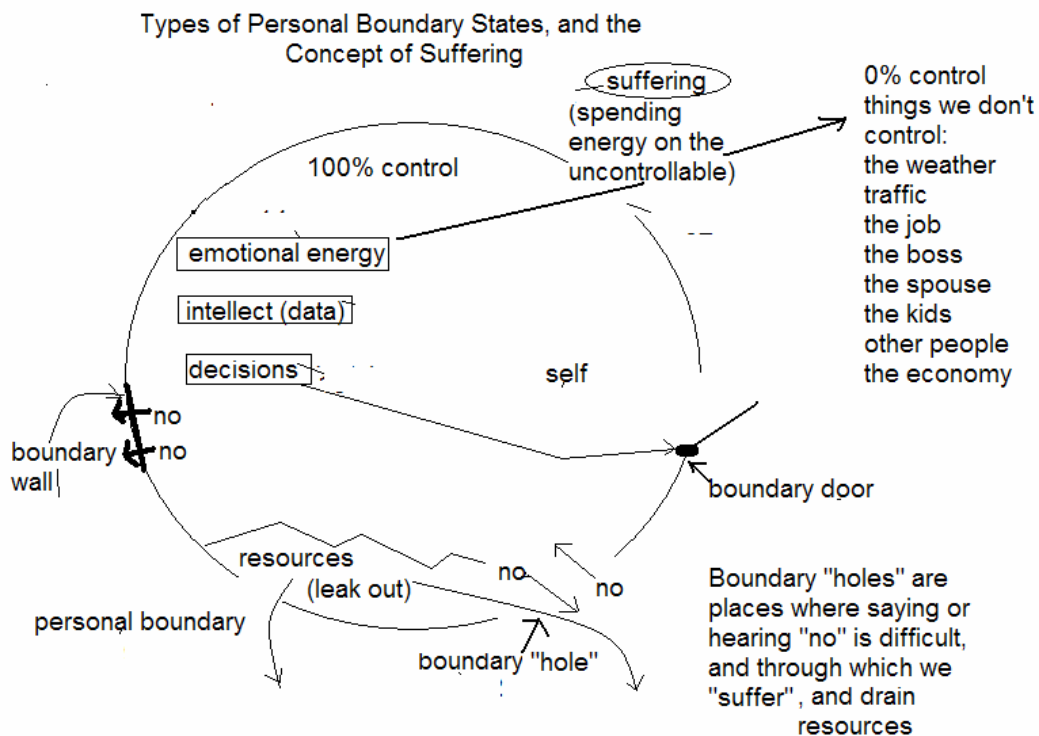 Types of Personal Boundary States, and the
Concept of Suffering
suffering
(spending
energy on the
uncontrollable)
0% control
things we don't
control:
the weather
traffic
the job
the boss
the spouse
the kids
other people
the economy
100% control
emotional energy
intellect (data)
decisions
self
no
no
boundary
wall
boundary door
resources
(leak out)
no
no
personal boundary
boundary "hole"
Boundary "holes" are
places where saying or
hearing "no" is difficult,
and through which we
"suffer", and drain
resources